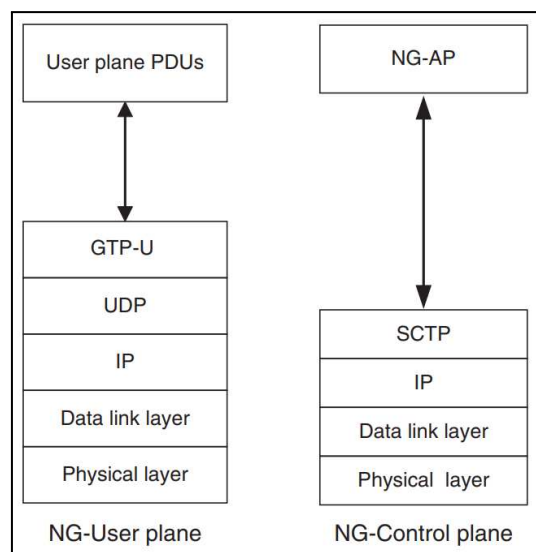 User plane PDUs
GTP-U
UDP
IP
Data link layer
Physical layer
NG-User plane
NG-AP
SCTP
IP
Data link layer
Physical layer
NG-Control plane